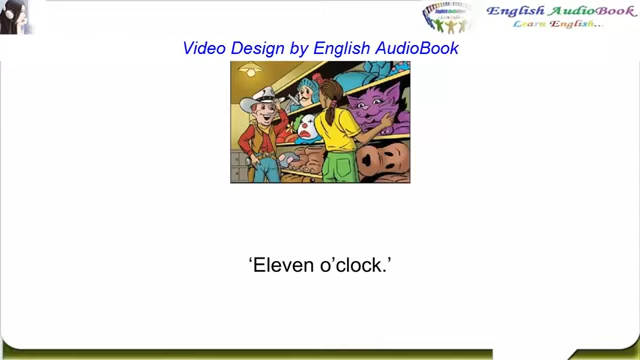 English AudioBook
Learn English...
Video Design by English AudioBook
‘Eleven o’clock.’